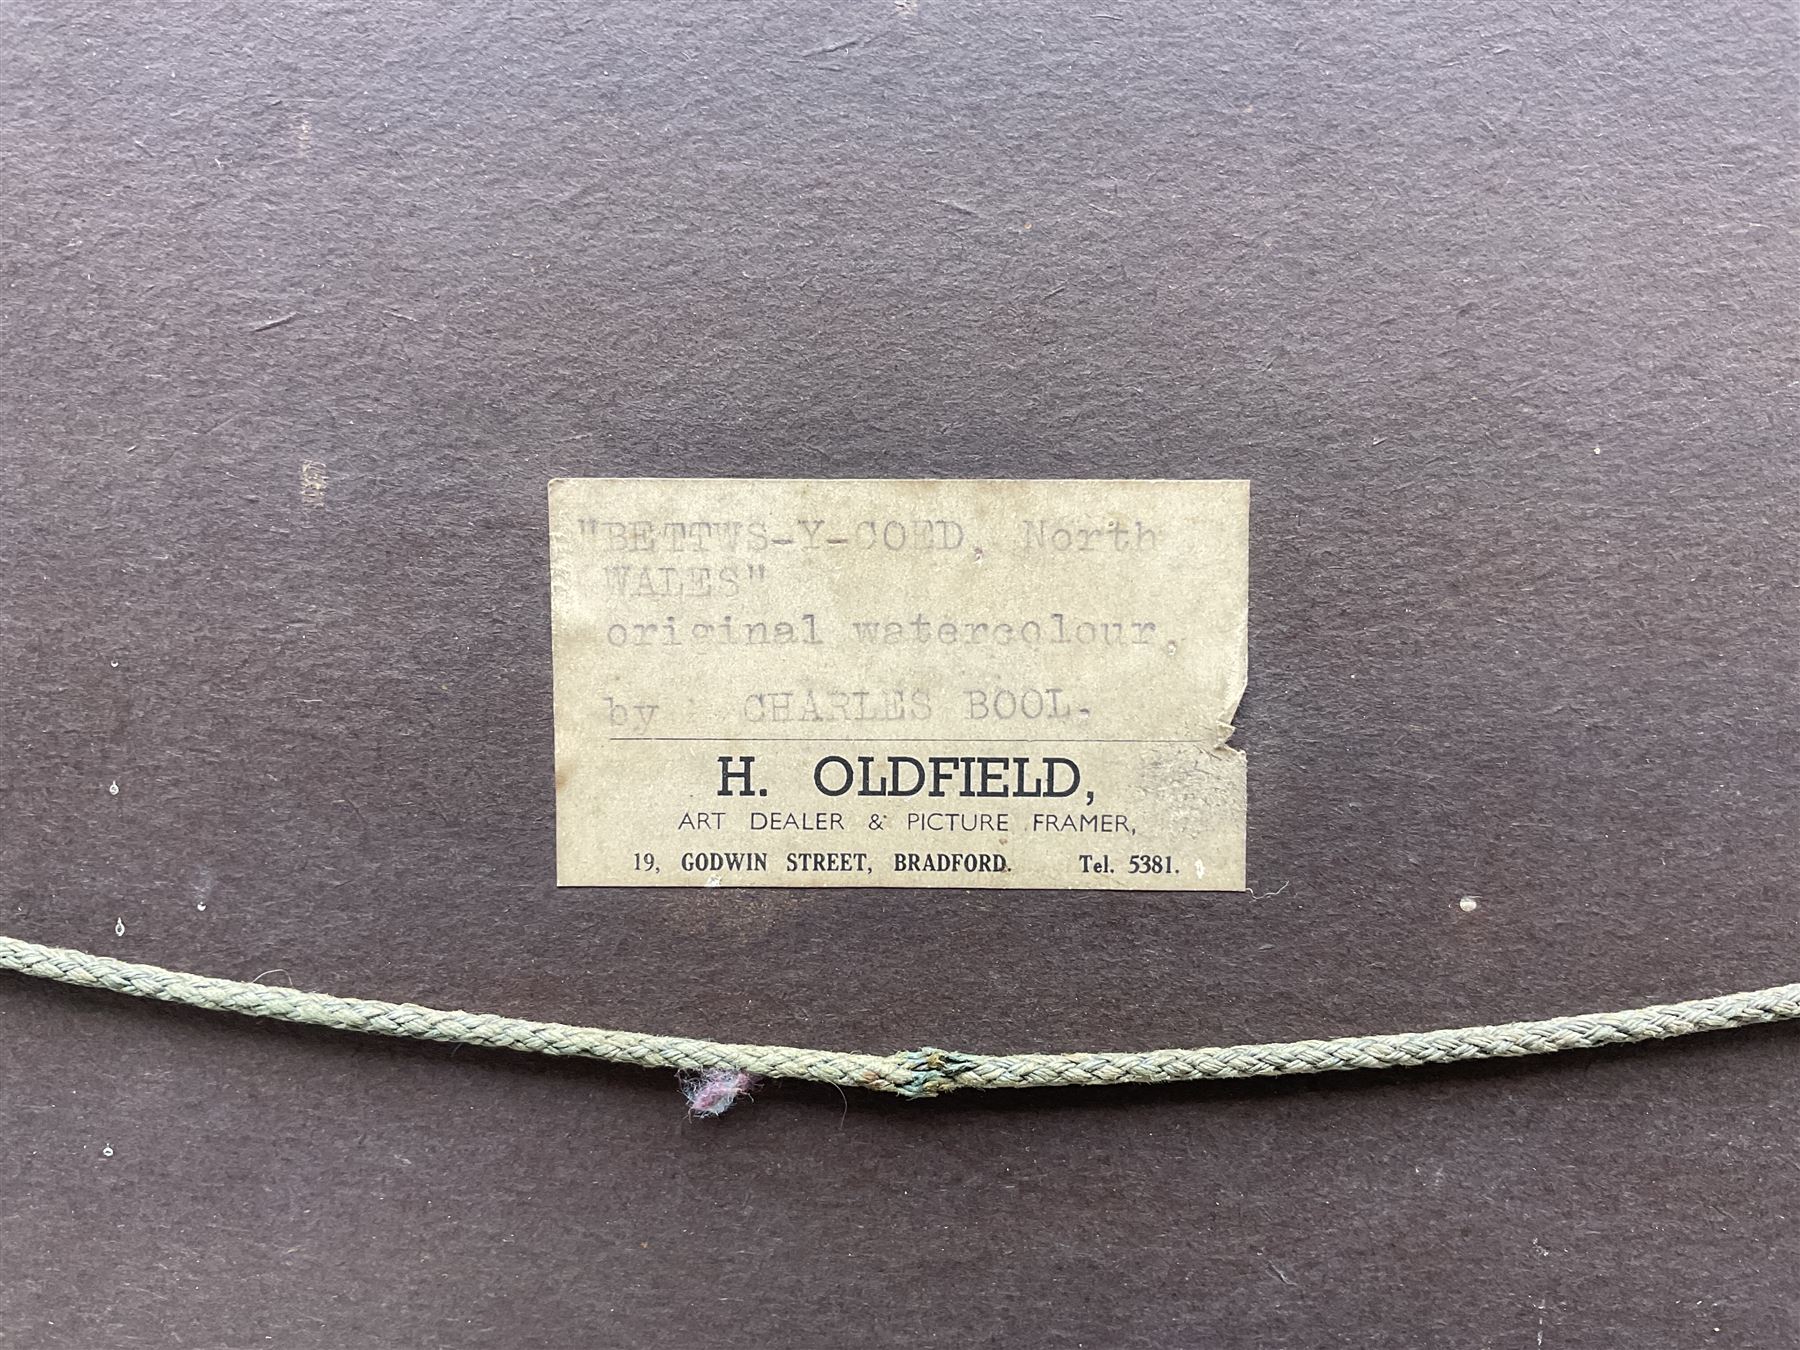 "BETTWS-Y-COED, North
WALES"
original watercolour,
by CHARLES BOOL.
H. OLDFIELD,
ART DEALER & PICTURE FRAMER,
19, GODWIN STREET, BRADFORD. Tel. 5381.